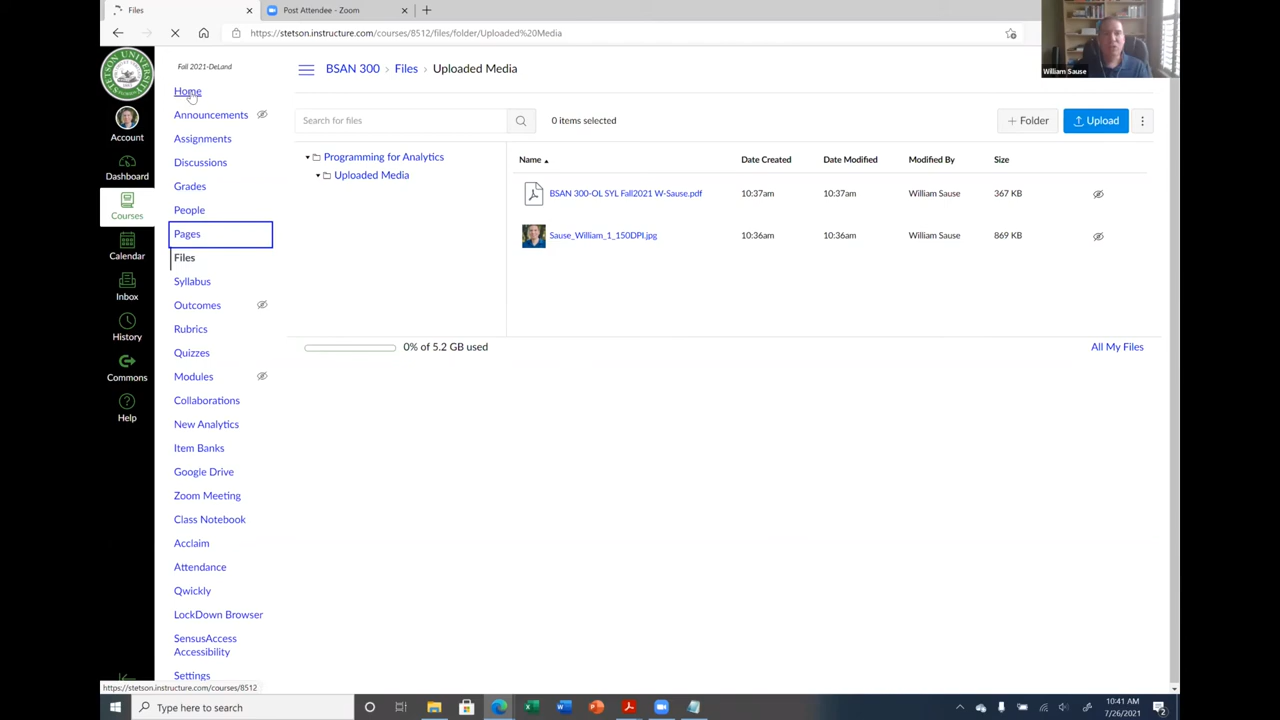 Files
Post Attendee - Zoom
https://stetson.instructure.com/courses/8512/files/folder/Uploaded%20Media
William Sause
STETSON UNIVERSITY
Account
Dashboard
Courses
Calendar
Inbox
History
Commons
Help
Fall 2021-DeLand
Home
Announcements
Assignments
Discussions
Grades
People
Pages
Files
Syllabus
Outcomes
Rubrics
Quizzes
Modules
Collaborations
New Analytics
Item Banks
Google Drive
Zoom Meeting
Class Notebook
Acclaim
Attendance
Qwickly
LockDown Browser
SensusAccess
Accessibility
Settings
BSAN 300 › Files › Uploaded Media
Search for files
0 items selected
+ Folder
Upload
Programming for Analytics
Uploaded Media
Name Date Created Date Modified Modified By Size
BSAN 300-OL SYL Fall2021 W-Sause.pdf 10:37am 10:37am William Sause 367 KB
Sause_William_1_150DPI.jpg 10:36am 10:36am William Sause 869 KB
0% of 5.2 GB used
All My Files
https://stetson.instructure.com/courses/8512
Type here to search
10:41 AM
7/26/2021
2